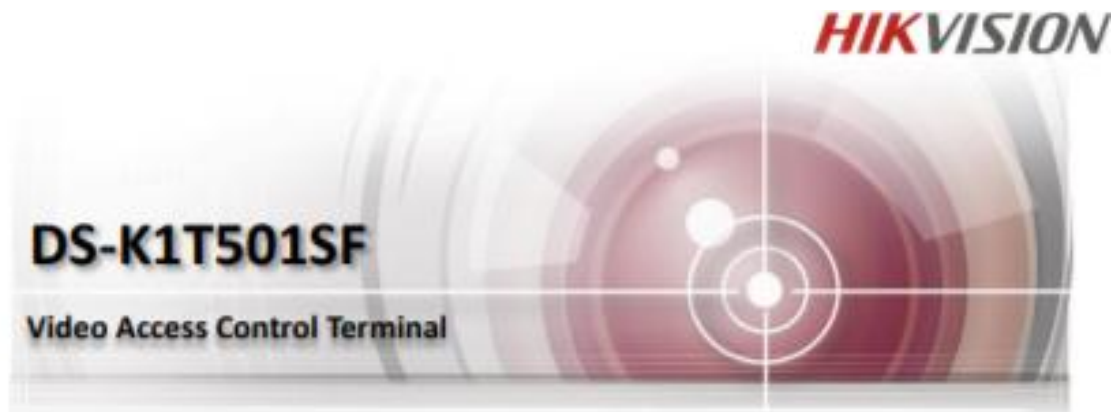 HIKVISION
DS-K1T501SF
Video Access Control Terminal